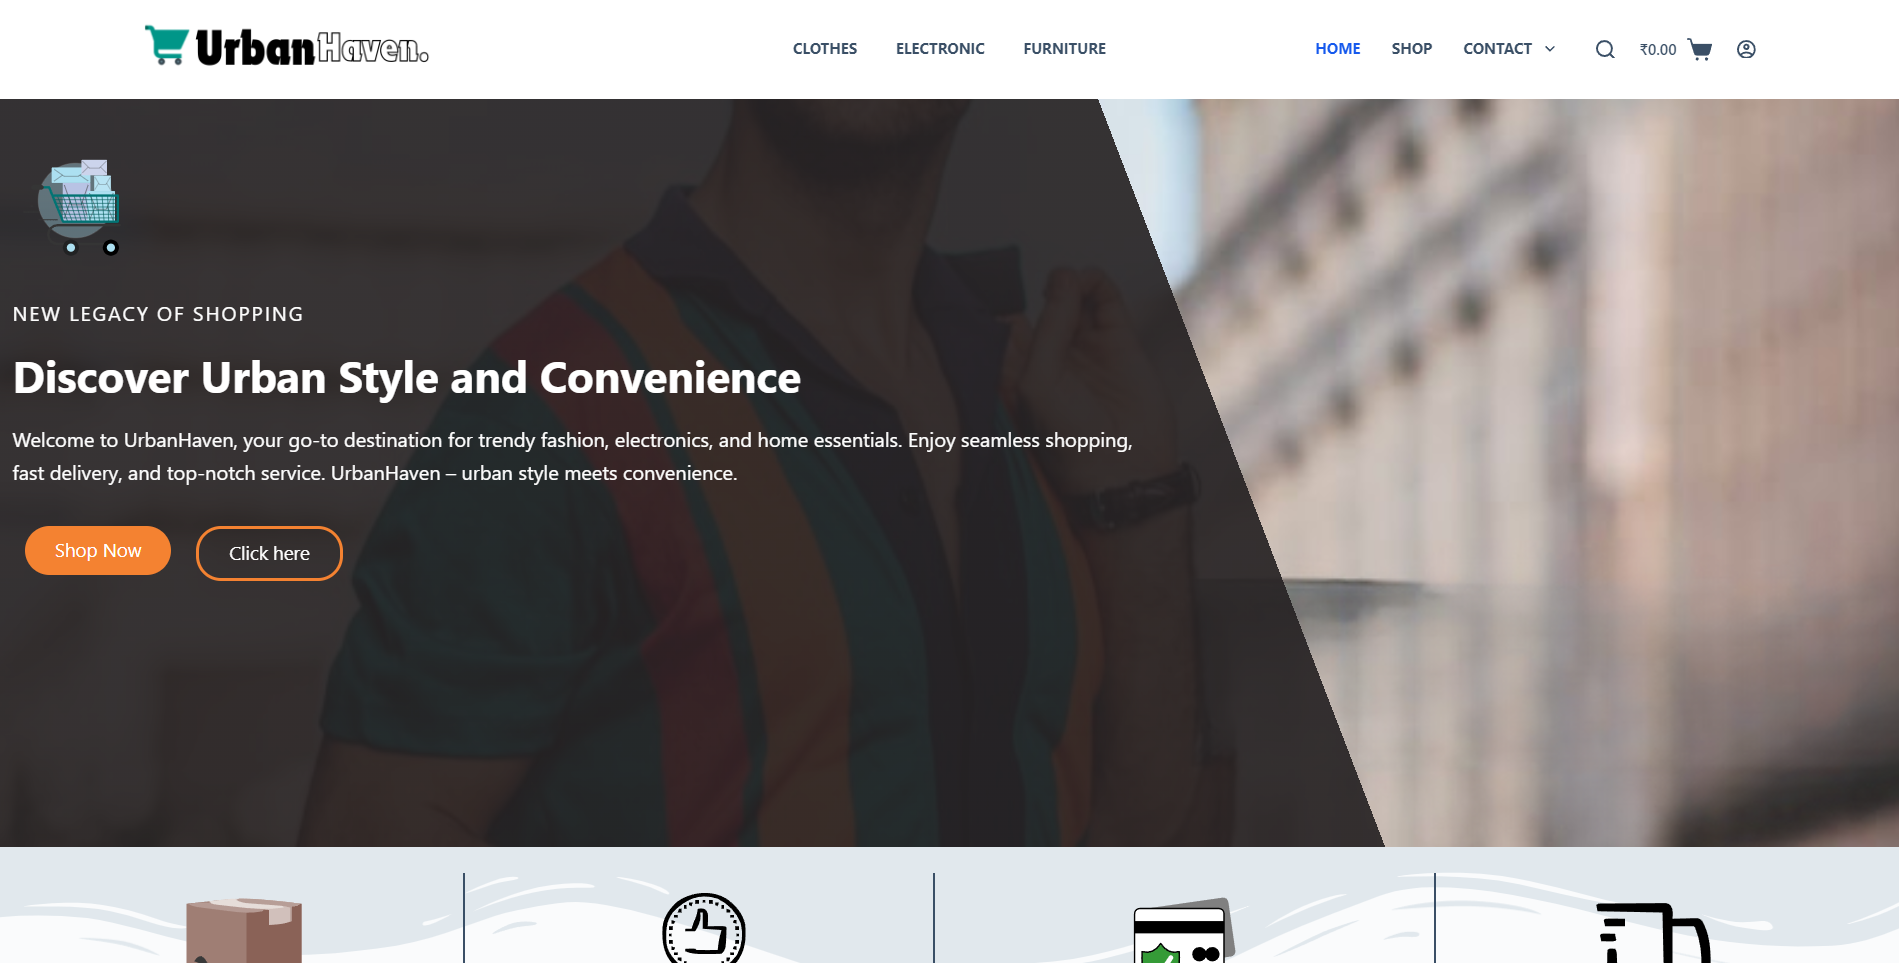 UrbanHaven.
CLOTHES
ELECTRONIC
FURNITURE
HOME
SHOP
CONTACT
₹0.00
NEW LEGACY OF SHOPPING
Discover Urban Style and Convenience
Welcome to UrbanHaven, your go-to destination for trendy fashion, electronics, and home essentials. Enjoy seamless shopping,
fast delivery, and top-notch service. UrbanHaven – urban style meets convenience.
Shop Now
Click here